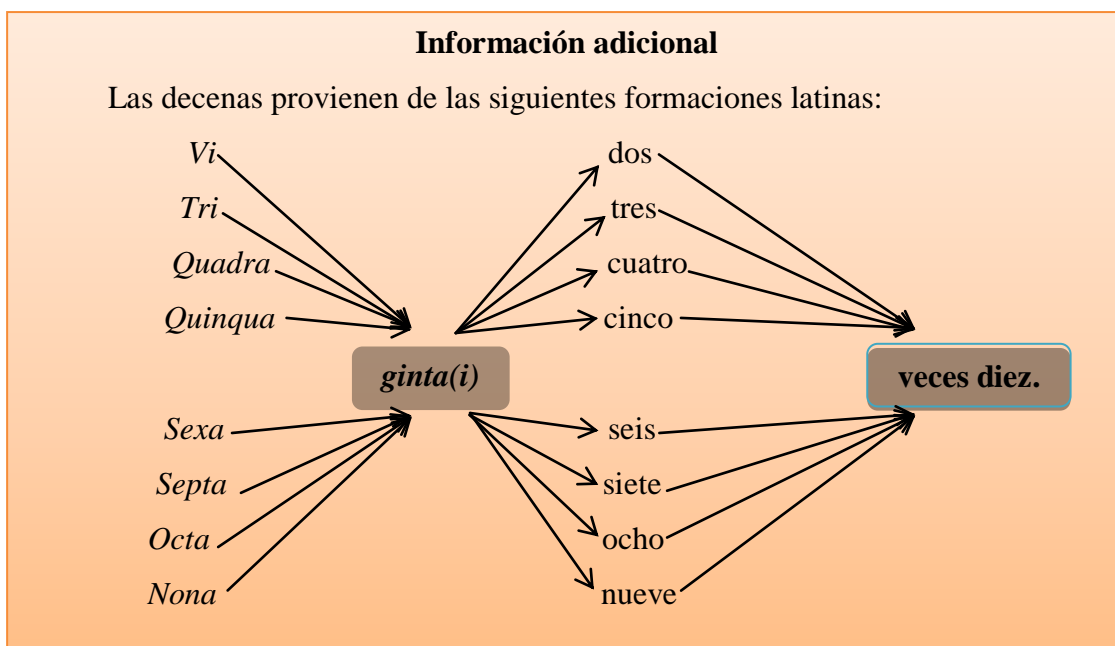 Información adicional
Las decenas provienen de las siguientes formaciones latinas:
Vi dos
Tri tres
Quadra cuatro
Quinqua cinco
ginta(i) veces diez.
Sexa seis
Septa siete
Octa ocho
Nona nueve